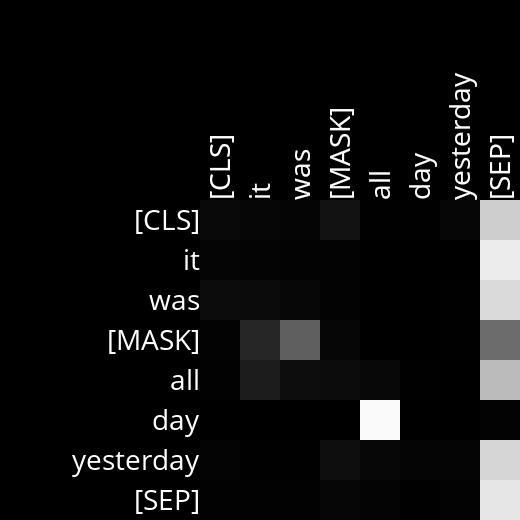 [CLS]
it
was
[MASK]
all
day
yesterday
[SEP]
[CLS]
it
was
[MASK]
all
day
yesterday
[SEP]